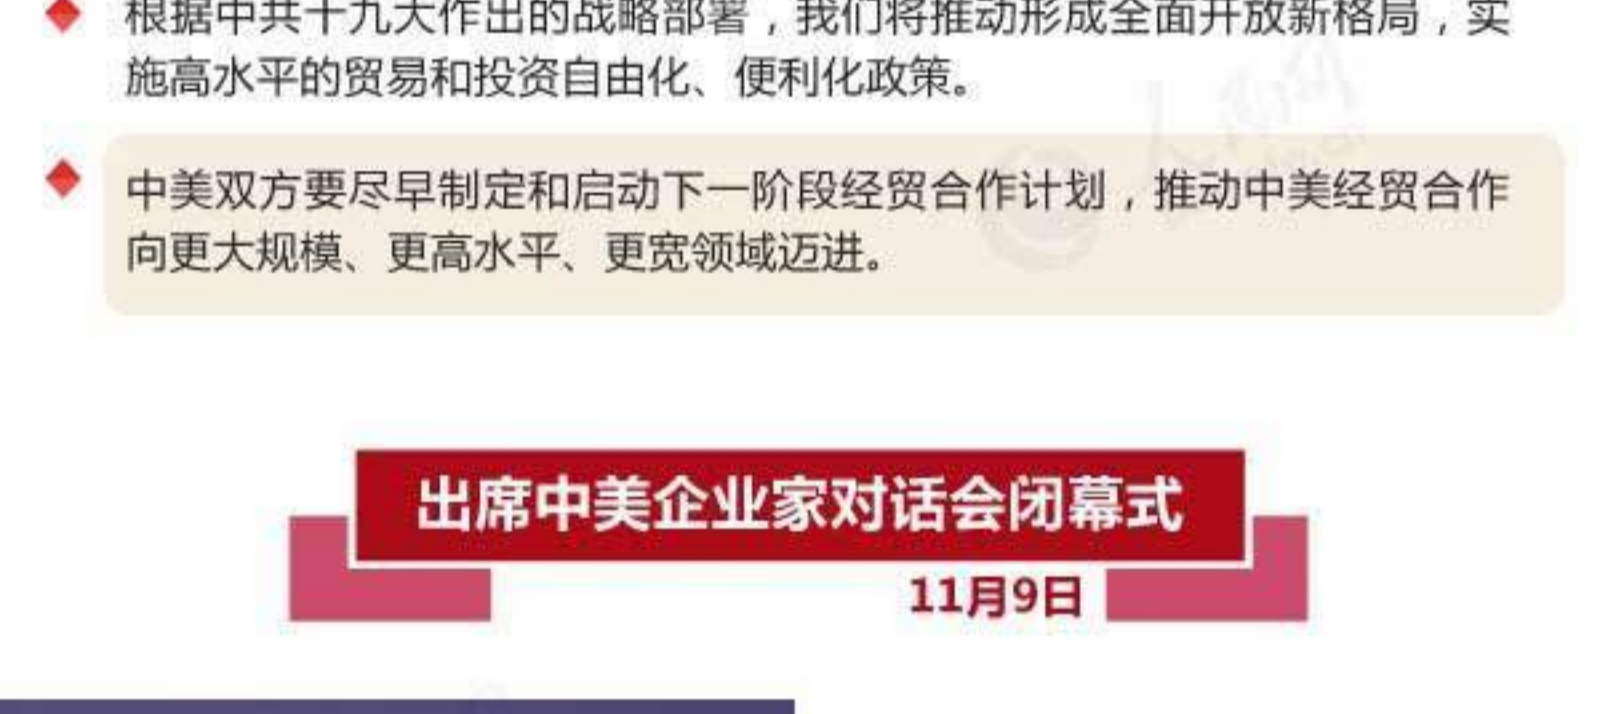 根据中共十九大作出的战略部署，我们将推动形成全面开放新格局，实
施高水平的贸易和投资自由化、便利化政策。
中美双方要尽早制定和启动下一阶段经贸合作计划，推动中美经贸合作
向更大规模、更高水平、更宽领域迈进。
出席中美企业家对话会闭幕式
11月9日